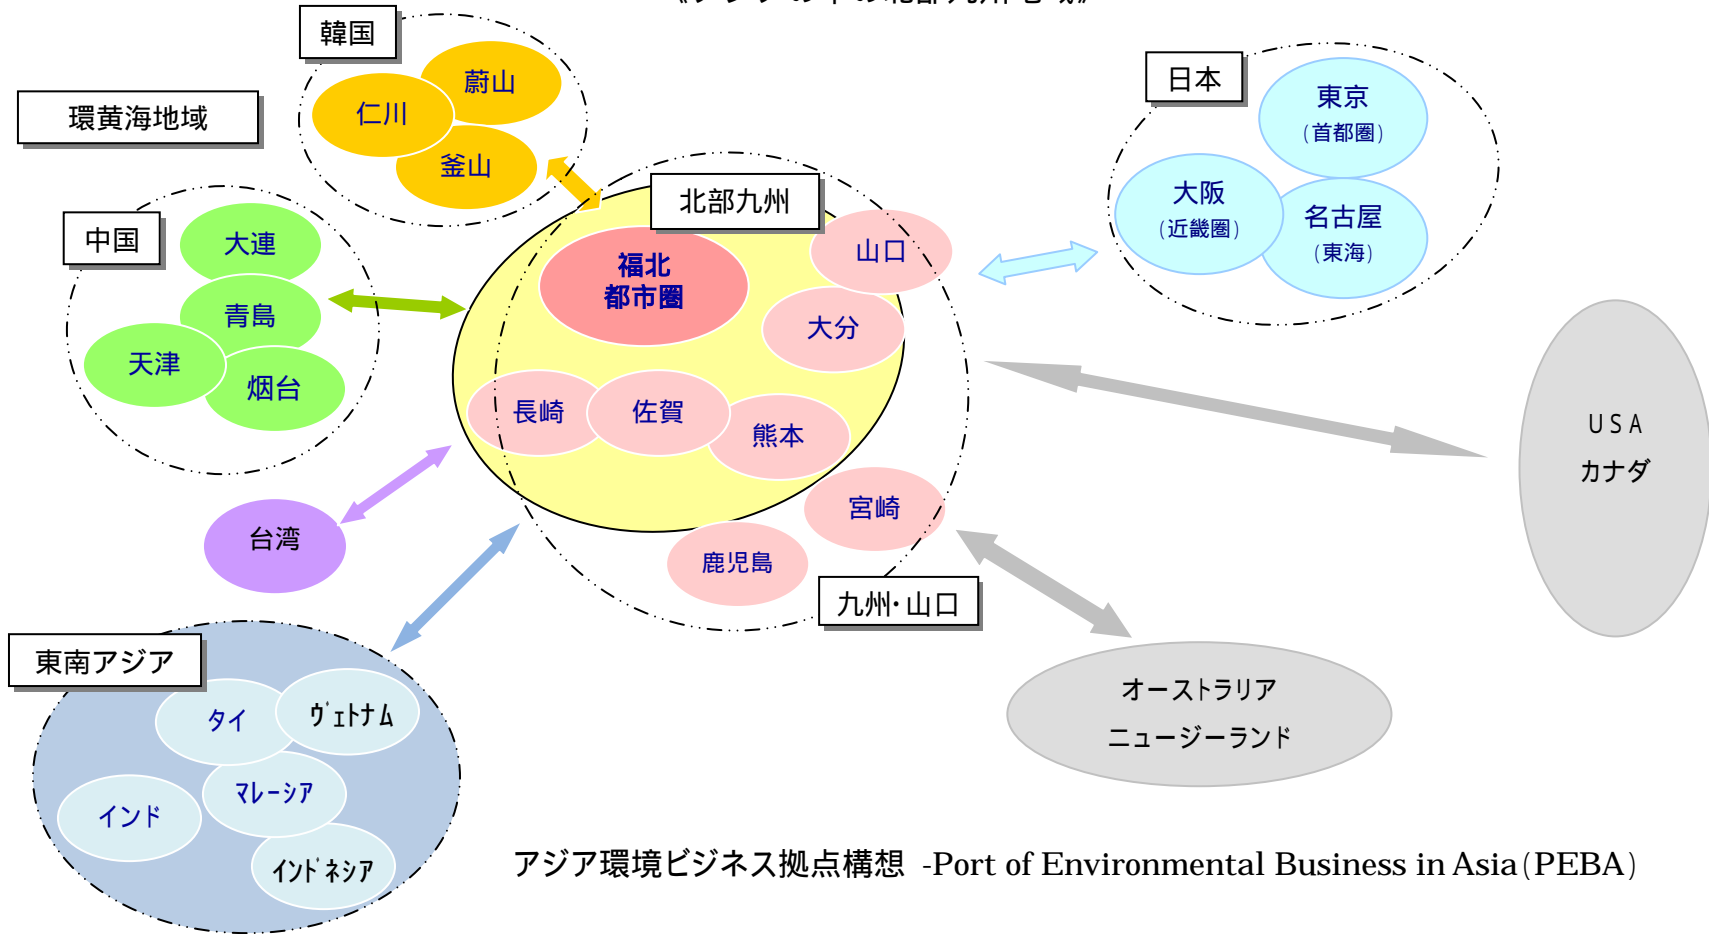 韓国
蔚山
仁川
釜山
環黄海地域
日本
東京
(首都圏)
大阪
(近畿圏)
名古屋
(東海)
北部九州
福北
都市圏
山口
大分
長崎
佐賀
熊本
宮崎
鹿児島
九州・山口
中国
大連
青島
天津
烟台
台湾
USA
カナダ
オーストラリア
ニュージーランド
東南アジア
タイ
ヴェトナム
マレーシア
インド
インドネシア
アジア環境ビジネス拠点構想 -Port of Environmental Business in Asia(PEBA)